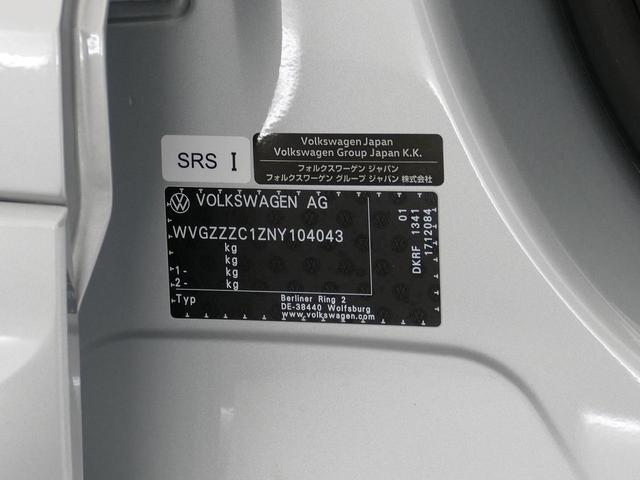 SRS I
Volkswagen Japan
Volkswagen Group Japan K.K.
フォルクスワーゲン ジャパン
フォルクスワーゲン グループ ジャパン 株式会社
VOLKSWAGEN AG
WVGZZZC1ZNY104043
kg
kg
1 - kg
2 - kg
Typ
Berliner Ring 2
DE-38440 Wolfsburg
www.volkswagen.com
01
DKRF 1341
1712084